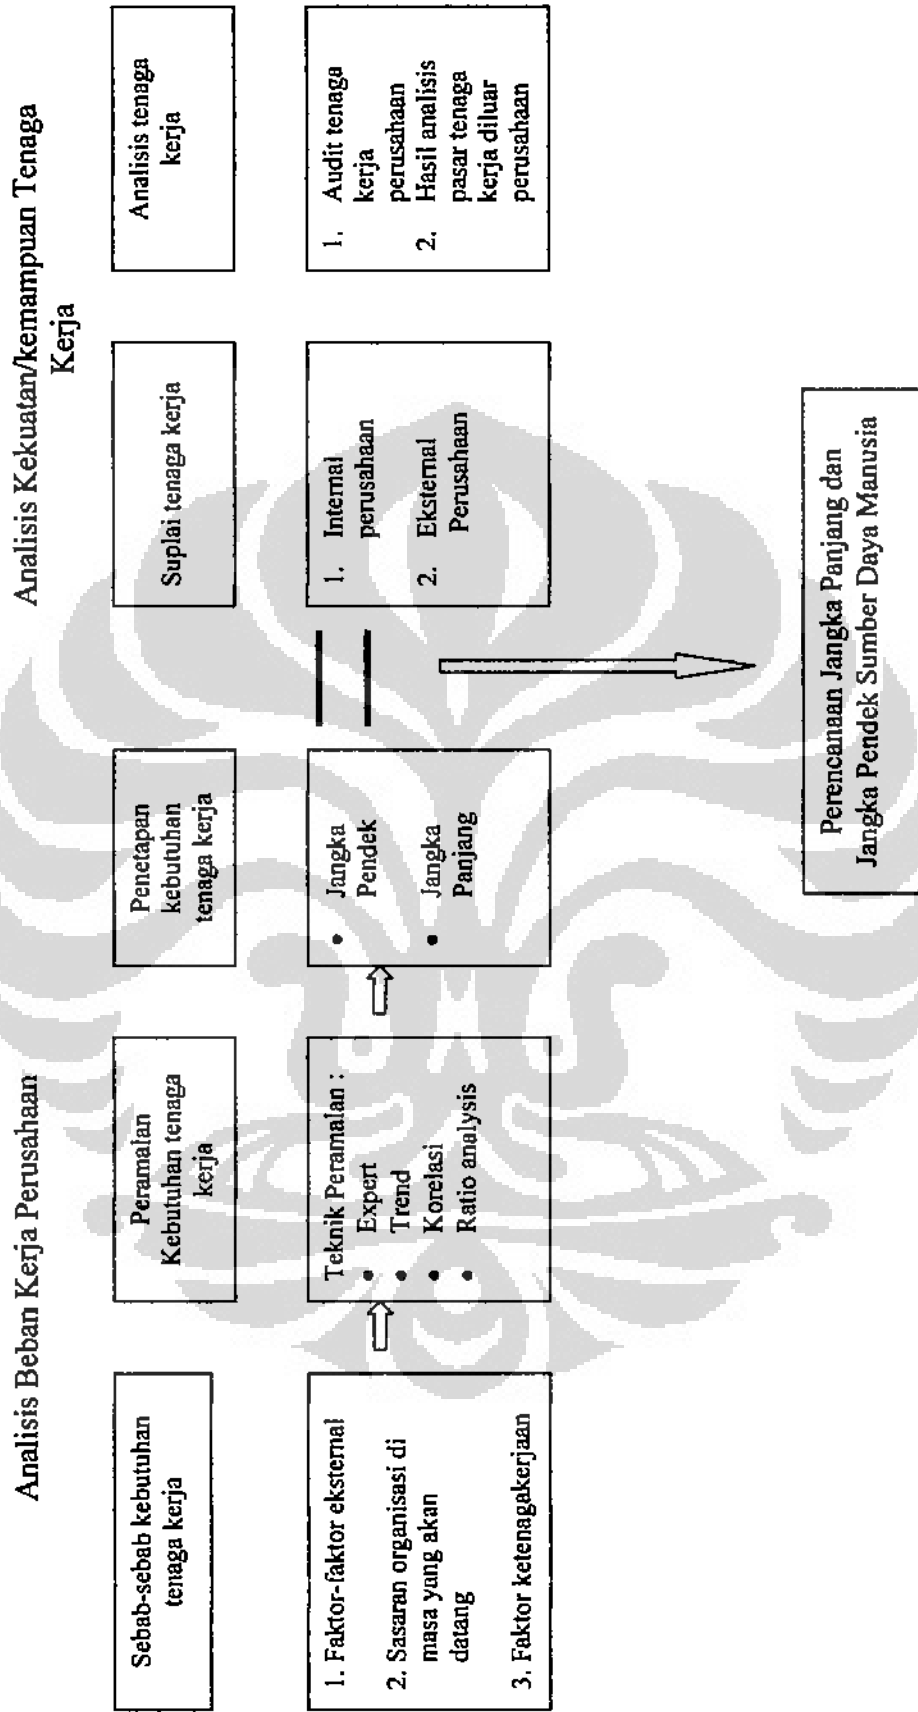 Analisis Beban Kerja Perusahaan
Analisis Kekuatan/kemampuan Tenaga
Kerja
Sebab-sebab kebutuhan
tenaga kerja
Peramalan
Kebutuhan tenaga
kerja
Penetapan
kebutuhan
tenaga kerja
Suplai tenaga kerja
Analisis tenaga
kerja
1. Faktor-faktor eksternal
2. Sasaran organisasi di
masa yang akan
datang
3. Faktor ketenagakerjaan
Teknik Peramalan :
• Expert
• Trend
• Korelasi
• Ratio analysis
• Jangka
Pendek
• Jangka
Panjang
1. Internal
perusahaan
2. Eksternal
Perusahaan
1. Audit tenaga
kerja
perusahaan
2. Hasil analisis
pasar tenaga
kerja diluar
perusahaan
Perencanaan Jangka Panjang dan
Jangka Pendek Sumber Daya Manusia